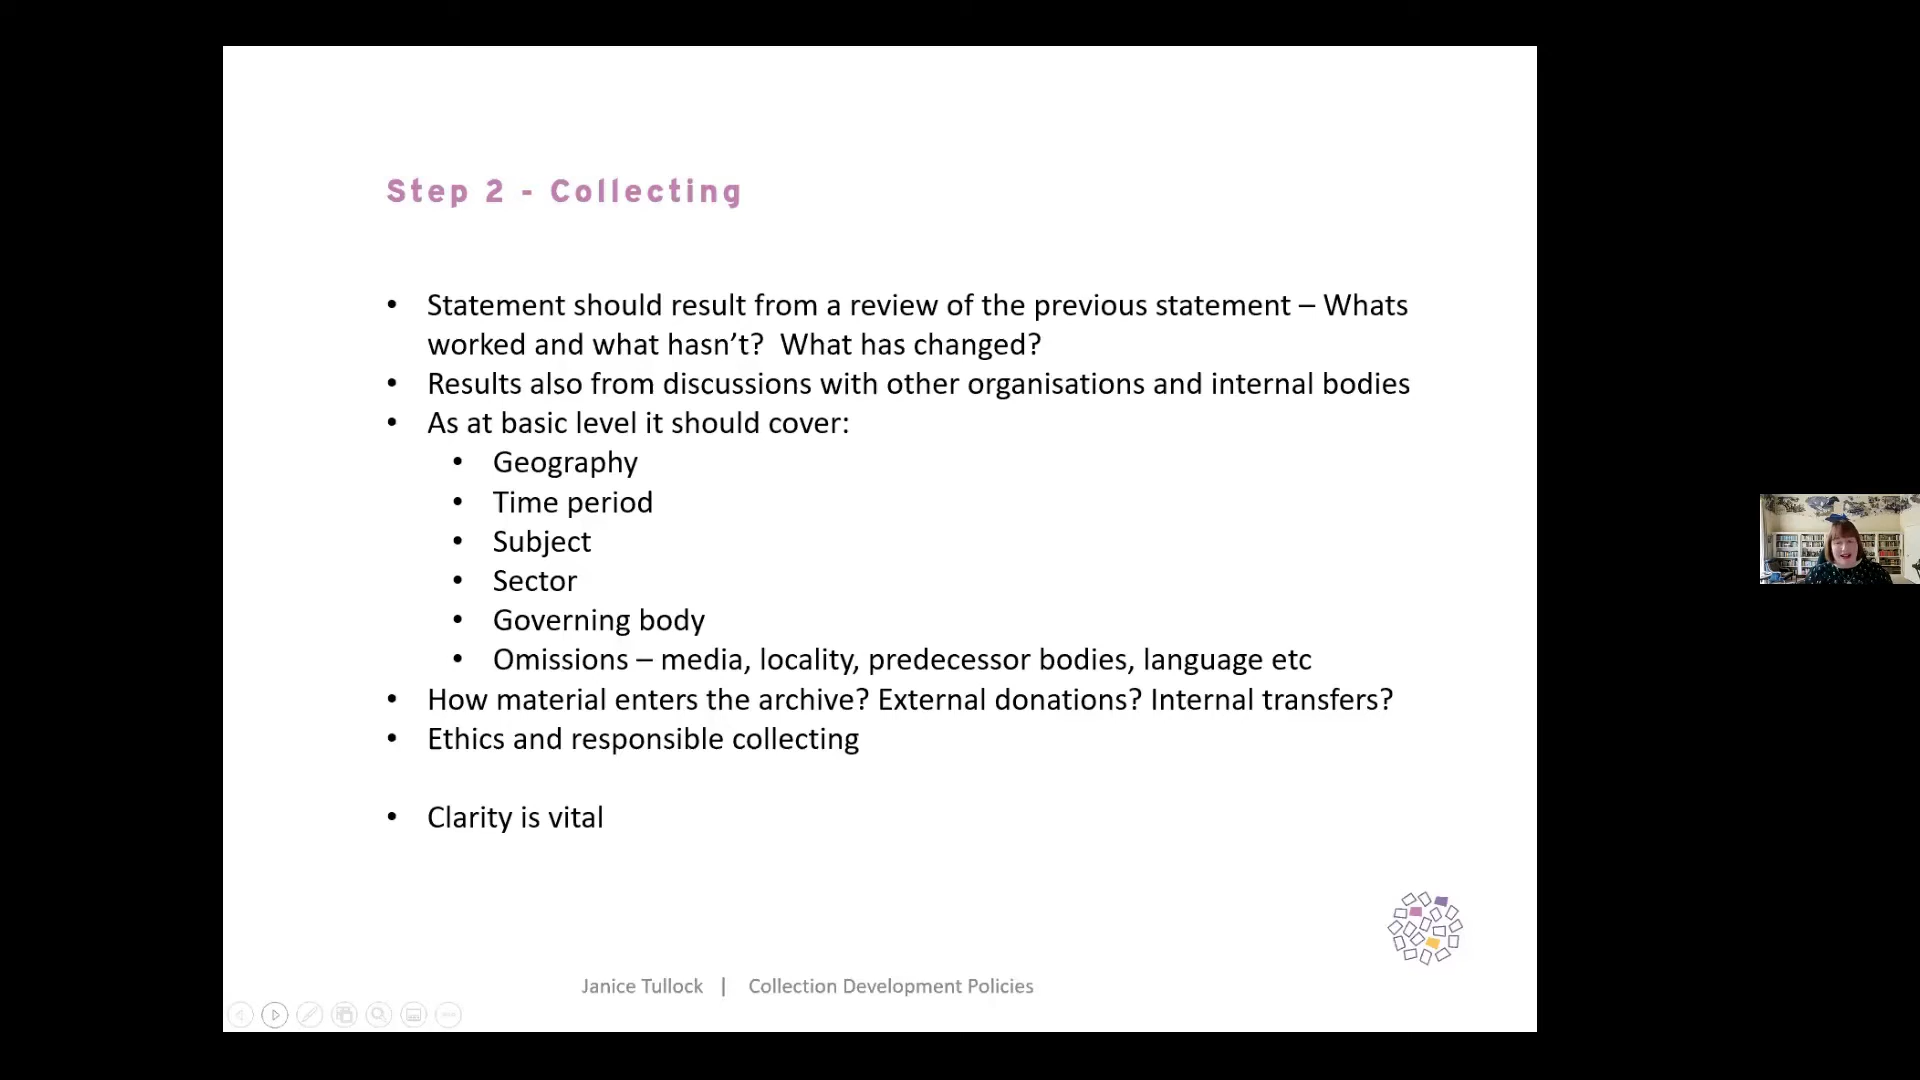 Step 2 - Collecting
• Statement should result from a review of the previous statement – Whats
worked and what hasn’t?  What has changed?
• Results also from discussions with other organisations and internal bodies
• As at basic level it should cover:
• Geography
• Time period
• Subject
• Sector
• Governing body
• Omissions – media, locality, predecessor bodies, language etc
• How material enters the archive? External donations? Internal transfers?
• Ethics and responsible collecting
• Clarity is vital
Janice Tullock | Collection Development Policies